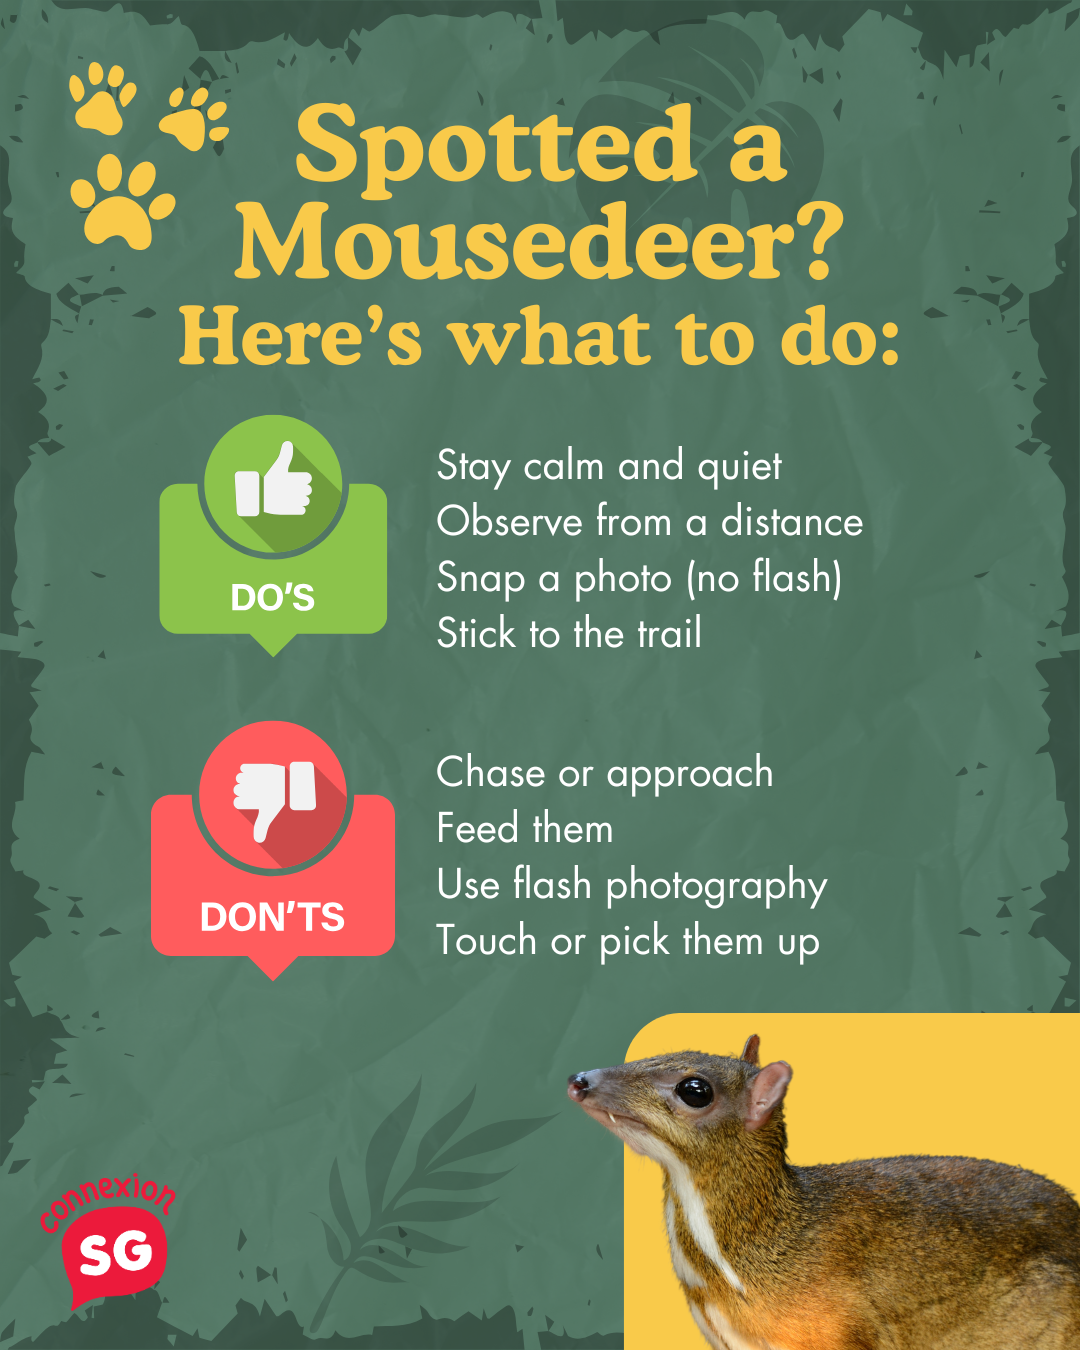 Spotted a
Mousedeer?
Here's what to do:
DO'S
Stay calm and quiet
Observe from a distance
Snap a photo (no flash)
Stick to the trail
DON'TS
Chase or approach
Feed them
Use flash photography
Touch or pick them up
connexion
SG